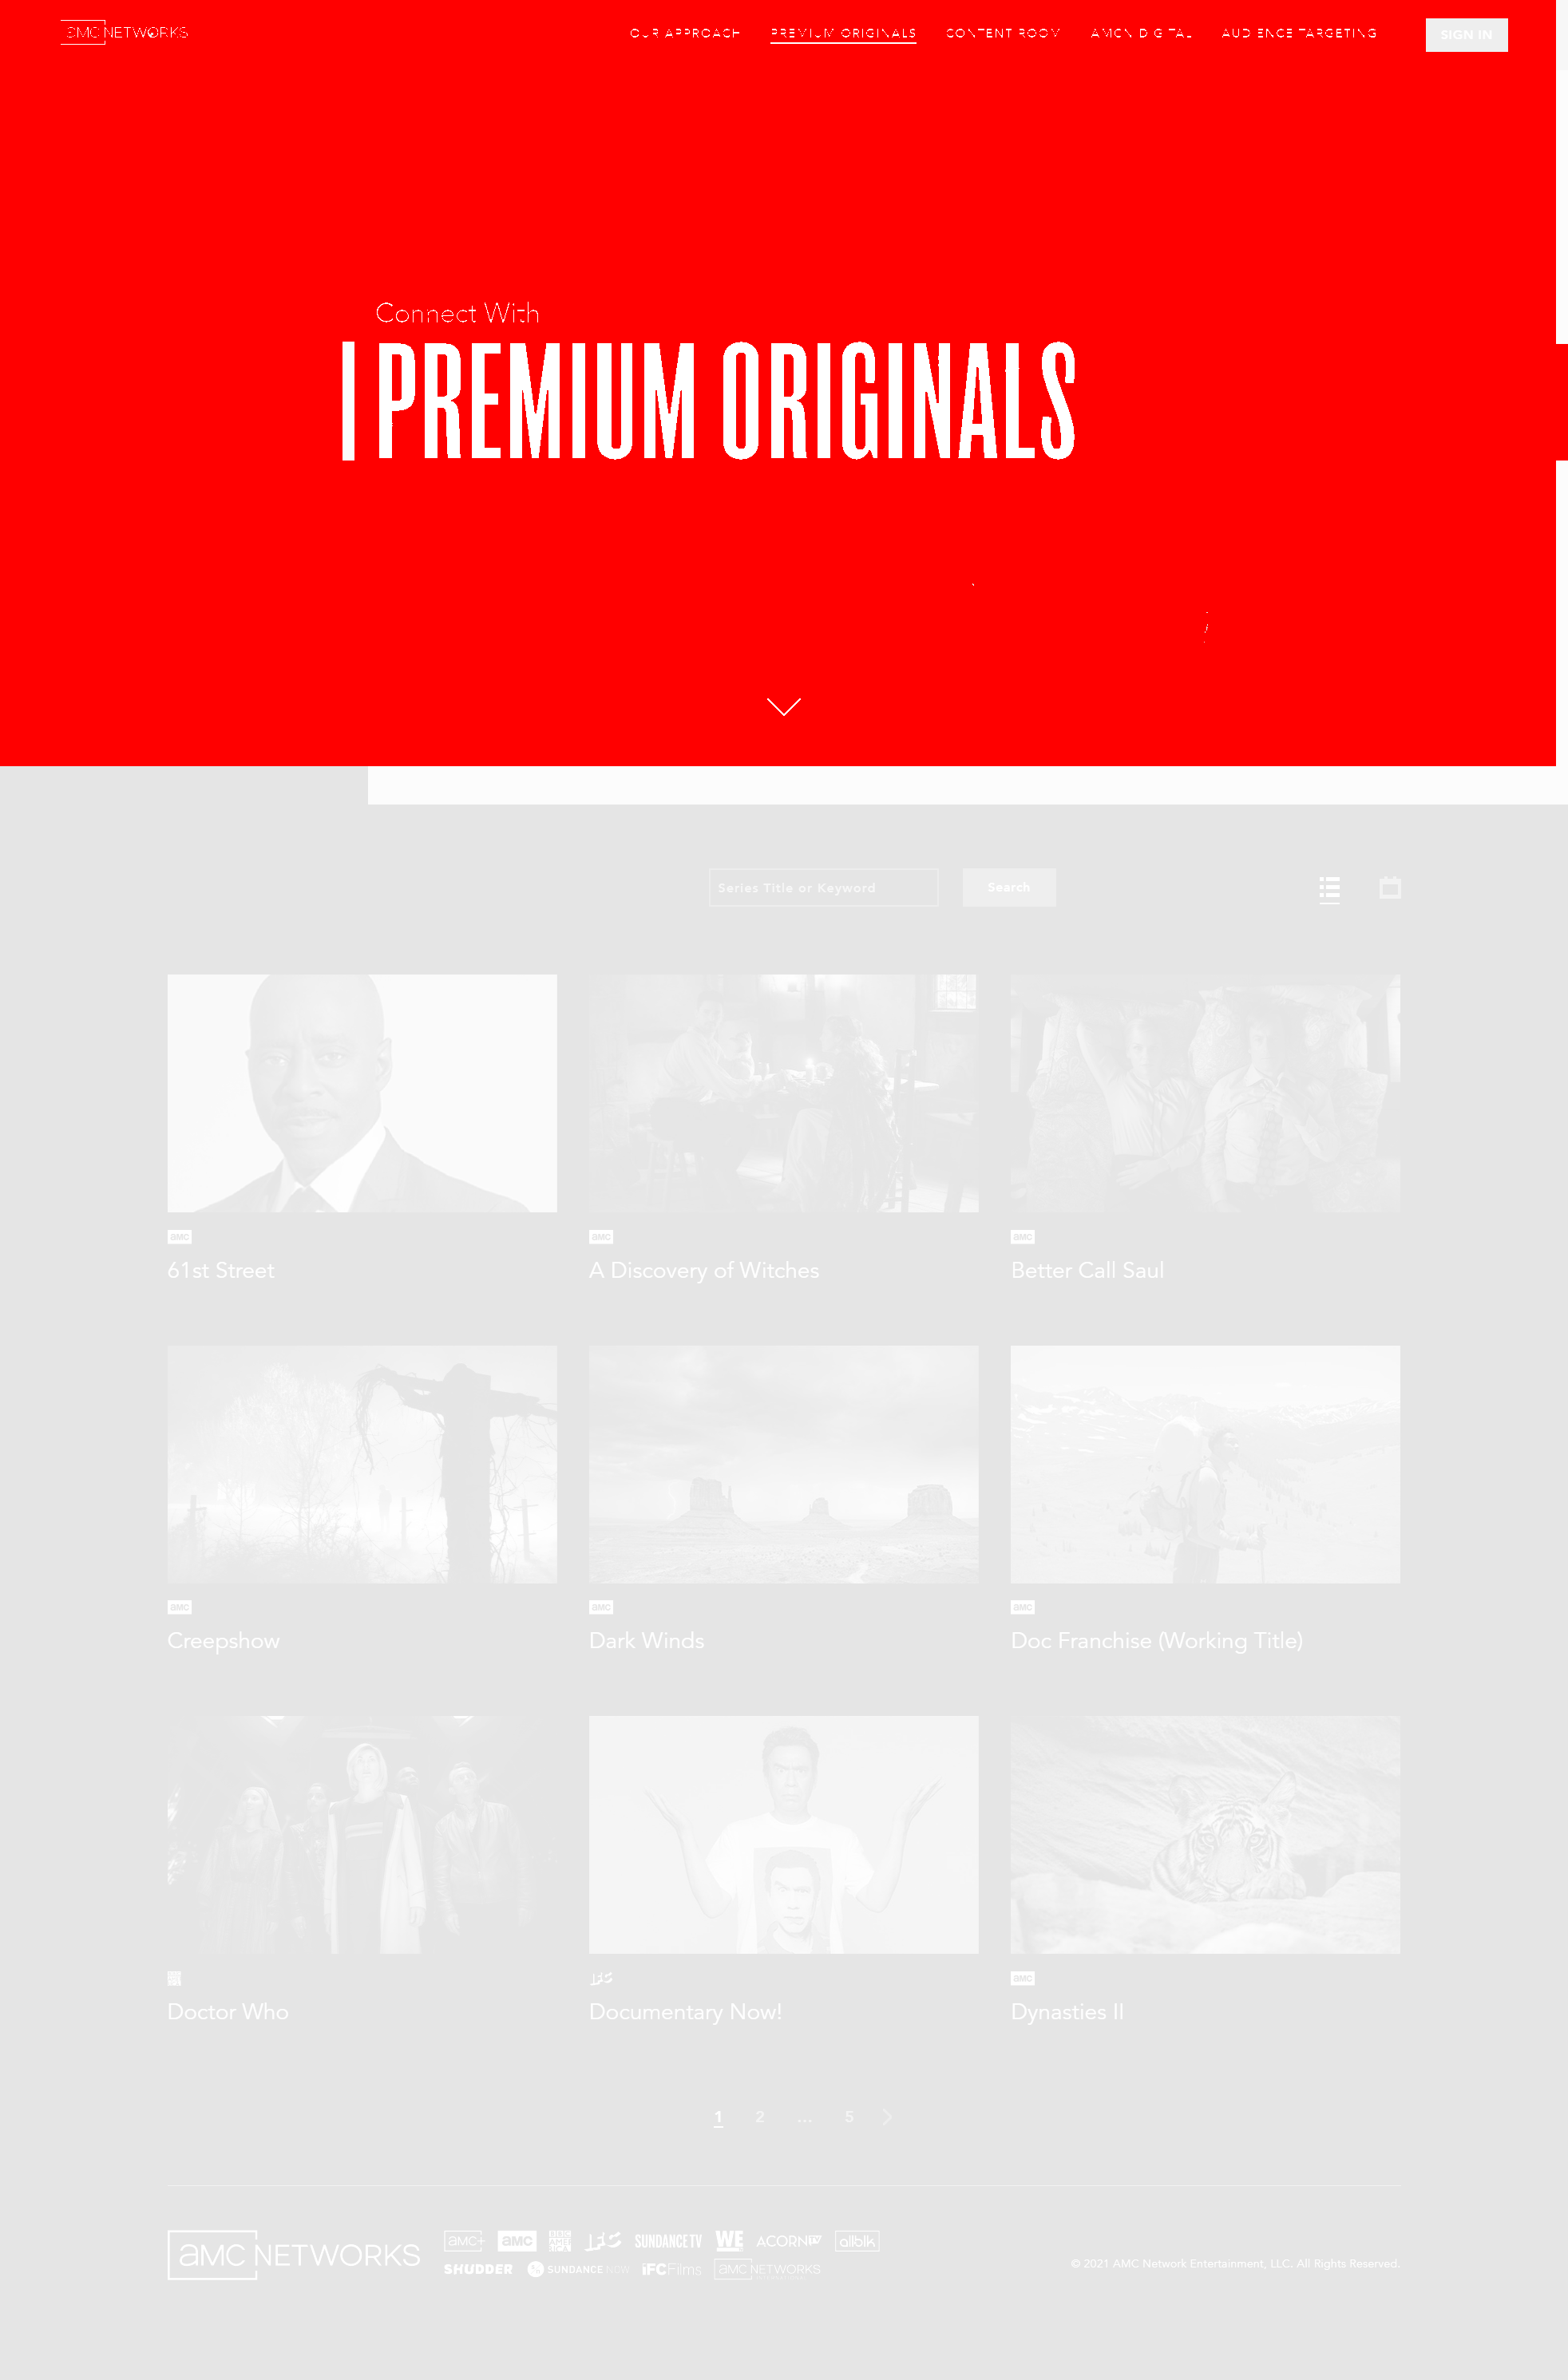 aMC NETWORKS
OUR APPROACH PREMIUM ORIGINALS CONTENT ROOM AMCN DIGITAL AUDIENCE TARGETING SIGN IN
Connect With
PREMIUM ORIGINALS
Series Title or Keyword Search
aMC aMC aMC
61st Street A Discovery of Witches Better Call Saul
aMC aMC aMC
Creepshow Dark Winds Doc Franchise (Working Title)
IFC aMC
Doctor Who Documentary Now! Dynasties II
1 2 ... 5
aMC NETWORKS
aMC+ aMC BBC AMERICA IFC SUNDANCE TV WE ACORN TV allblk
SHUDDER SUNDANCE NOW IFC Films aMC NETWORKS
© 2021 AMC Network Entertainment, LLC. All Rights Reserved.